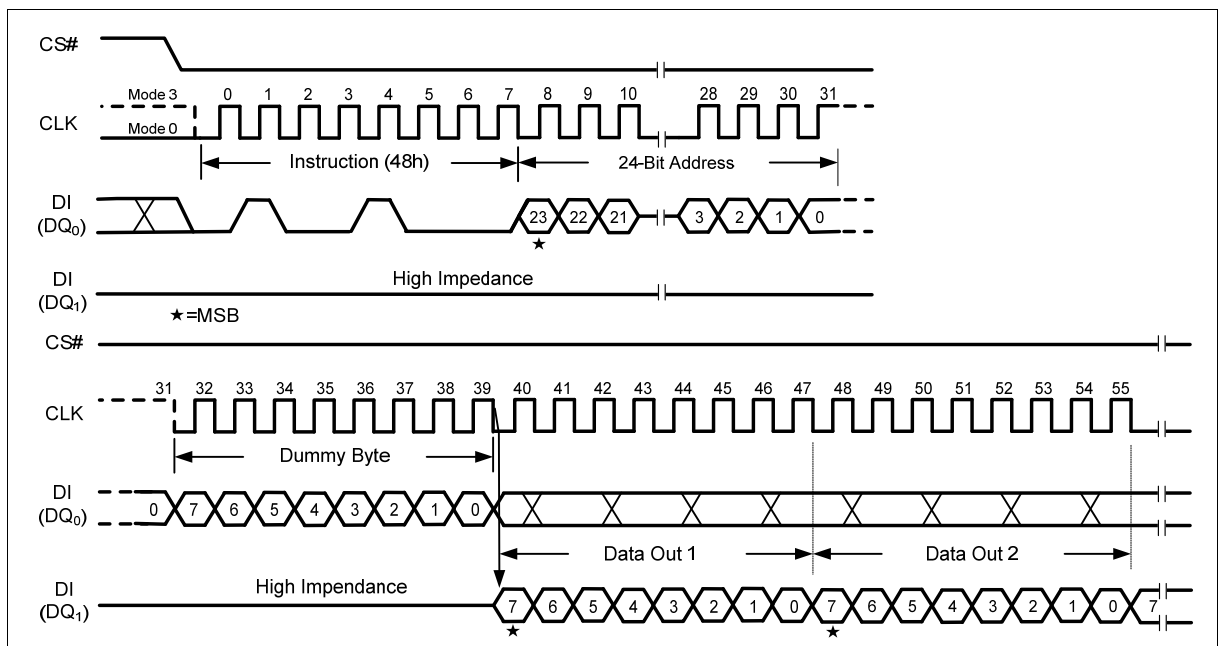 CS#
Mode 3 0 1 2 3 4 5 6 7 8 9 10 28 29 30 31
CLK
Mode 0
Instruction (48h) 24-Bit Address
DI
(DQ0) 23 22 21 3 2 1 0
★
High Impedance
DI
(DQ1)
★=MSB
CS#
31 32 33 34 35 36 37 38 39 40 41 42 43 44 45 46 47 48 49 50 51 52 53 54 55
CLK
Dummy Byte
DI
(DQ0) 0 7 6 5 4 3 2 1 0
Data Out 1 Data Out 2
High Impendance
DI
(DQ1) 7 6 5 4 3 2 1 0 7 6 5 4 3 2 1 0 7
★ ★